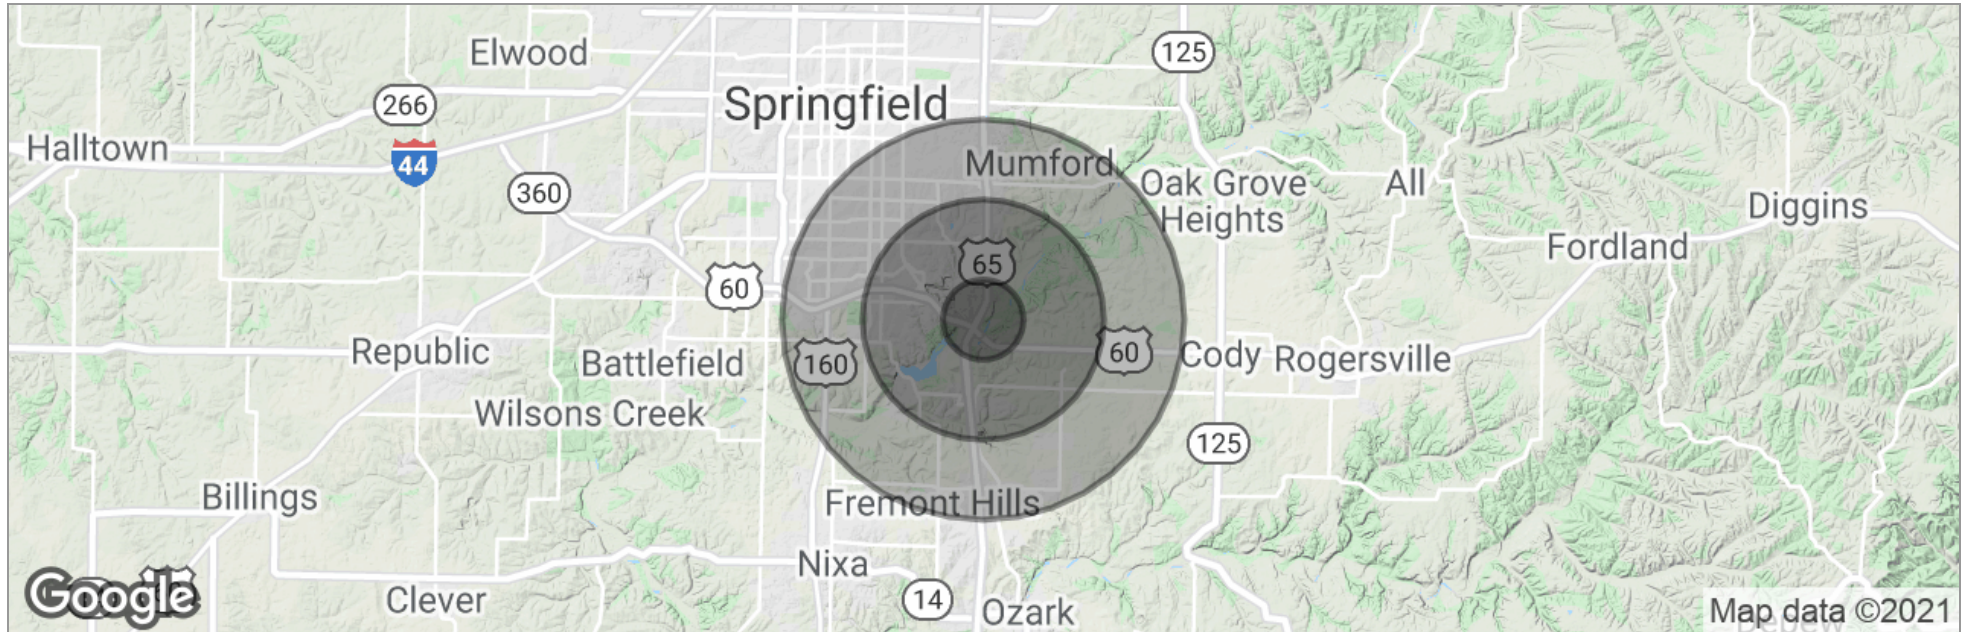 Elwood
125
Springfield
266
Halltown
44
Mumford
360
Oak Grove
Heights
All
Diggins
Fordland
65
60
Republic
Battlefield
160
60
Cody
Rogersville
Wilsons Creek
125
Billings
Fremont Hills
Nixa
Google
Clever
14
Ozark
Map data ©2021